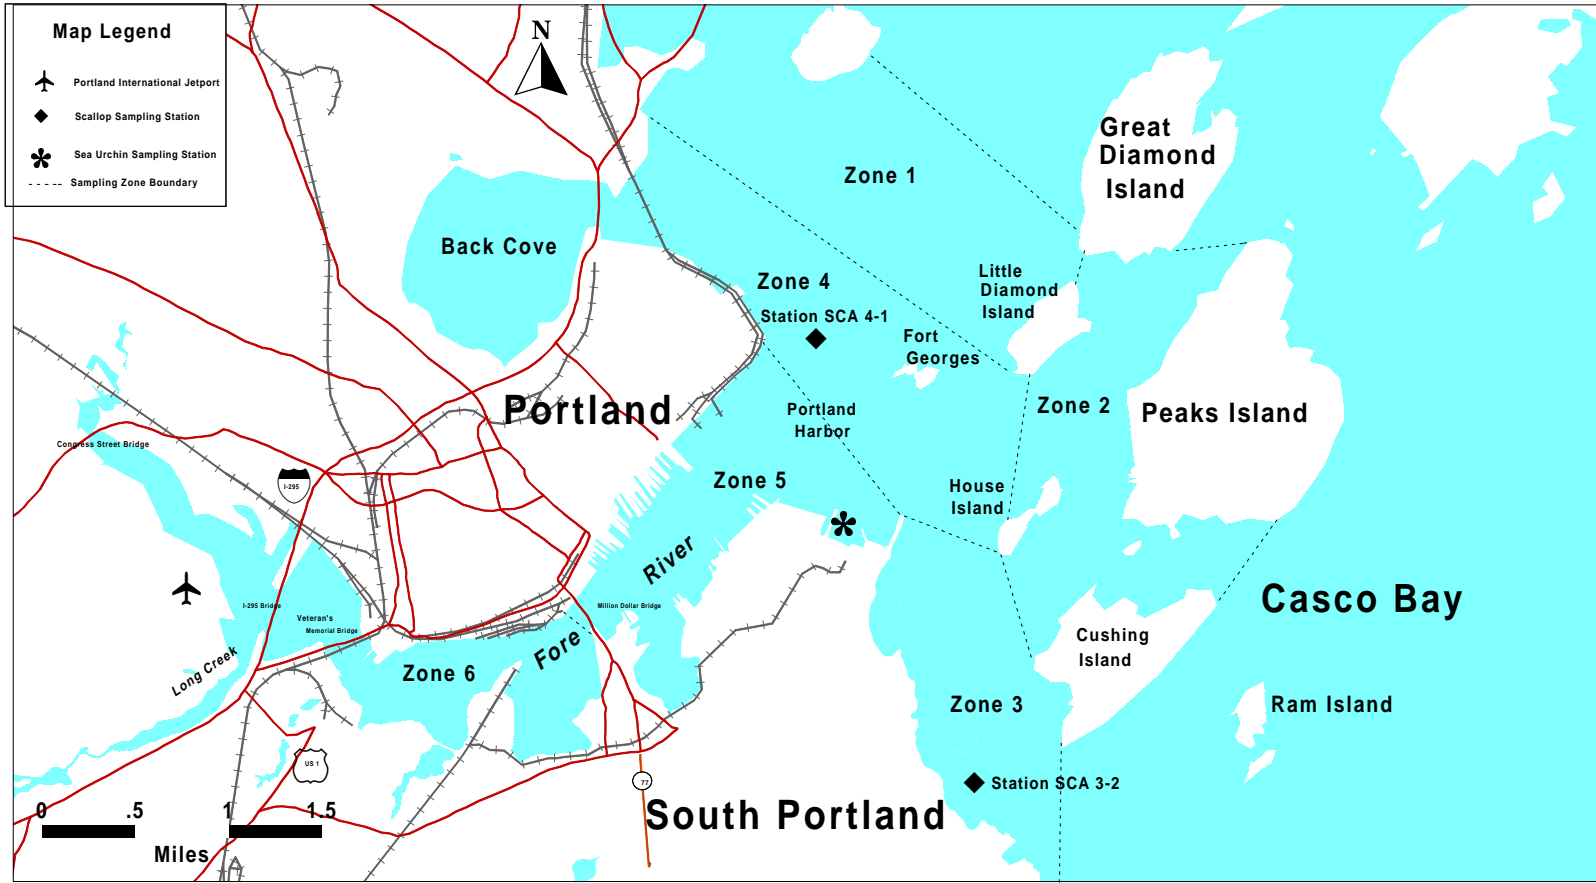 Map Legend
Portland International Jetport
Scallop Sampling Station
Sea Urchin Sampling Station
Sampling Zone Boundary
N
Great
Diamond
Island
Zone 1
Back Cove
Zone 4
Little
Diamond
Island
Station SCA 4-1
Fort
Georges
Portland
Portland
Harbor
Zone 2
Peaks Island
Congress Street Bridge
I-295
Zone 5
House
Island
River
Casco Bay
I-295 Bridge
Veteran's
Memorial Bridge
Million Dollar Bridge
Fore
Cushing
Island
Long Creek
Zone 6
Zone 3
Ram Island
US 1
77
Station SCA 3-2
South Portland
0 .5 1 1.5
Miles